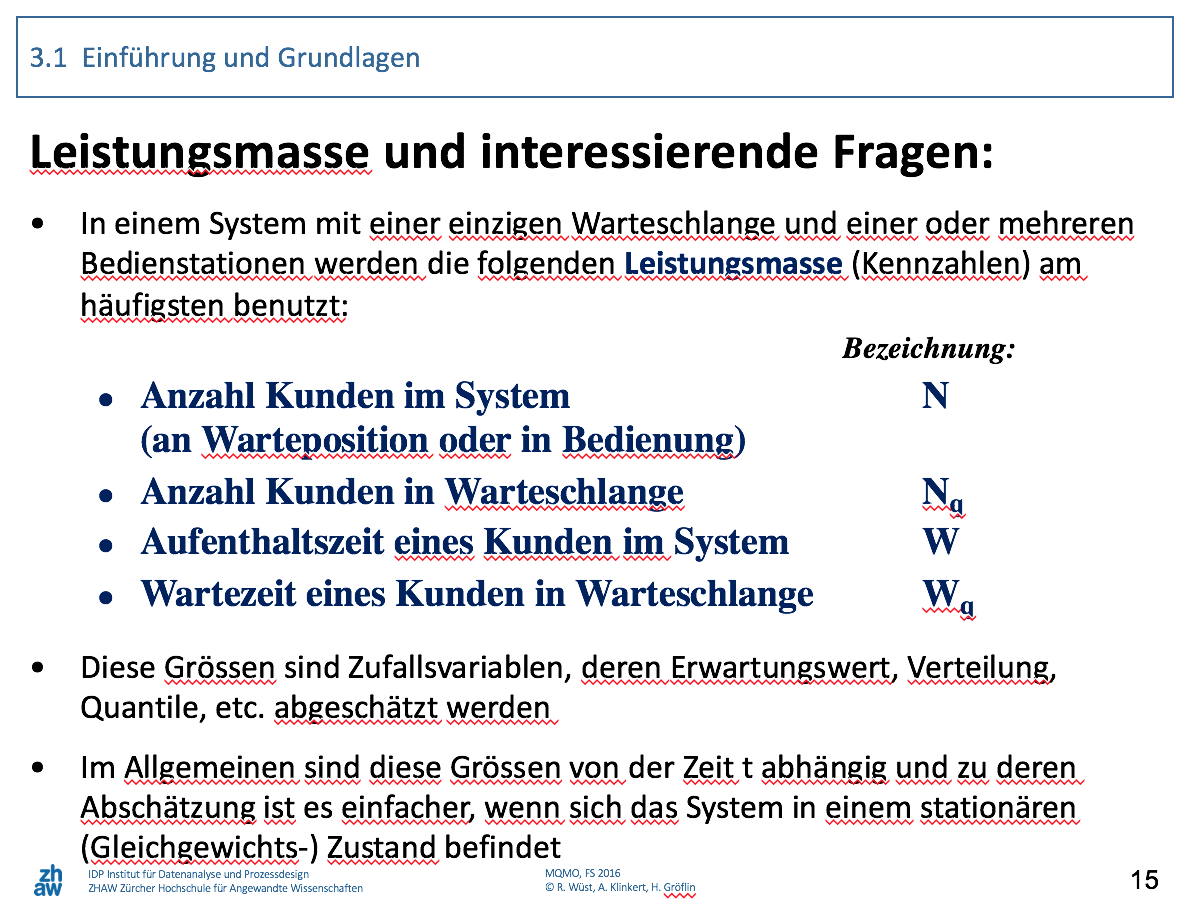 3.1 Einführung und Grundlagen
Leistungsmasse und interessierende Fragen:
• In einem System mit einer einzigen Warteschlange und einer oder mehreren
Bedienstationen werden die folgenden Leistungsmasse (Kennzahlen) am
häufigsten benutzt:
Bezeichnung:
• Anzahl Kunden im System N
(an Warteposition oder in Bedienung)
• Anzahl Kunden in Warteschlange Nq
• Aufenthaltszeit eines Kunden im System W
• Wartezeit eines Kunden in Warteschlange Wq
• Diese Grössen sind Zufallsvariablen, deren Erwartungswert, Verteilung,
Quantile, etc. abgeschätzt werden
• Im Allgemeinen sind diese Grössen von der Zeit t abhängig und zu deren
Abschätzung ist es einfacher, wenn sich das System in einem stationären
(Gleichgewichts-) Zustand befindet
zh
aw
IDP Institut für Datenanalyse und Prozessdesign
ZHAW Zürcher Hochschule für Angewandte Wissenschaften
MQMO, FS 2016
© R. Wüst, A. Klinkert, H. Gröflin
15